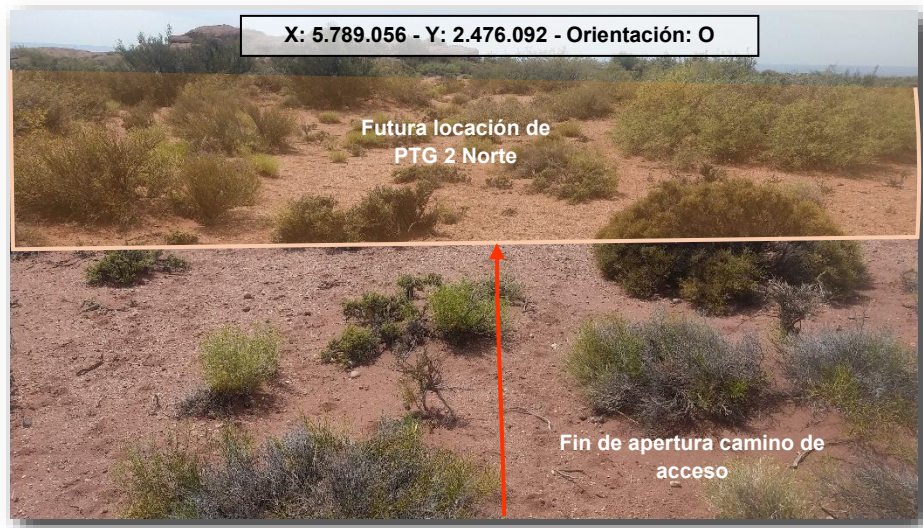 X: 5.789.056 - Y: 2.476.092 - Orientación: O
Futura locación de
PTG 2 Norte
Fin de apertura camino de
acceso